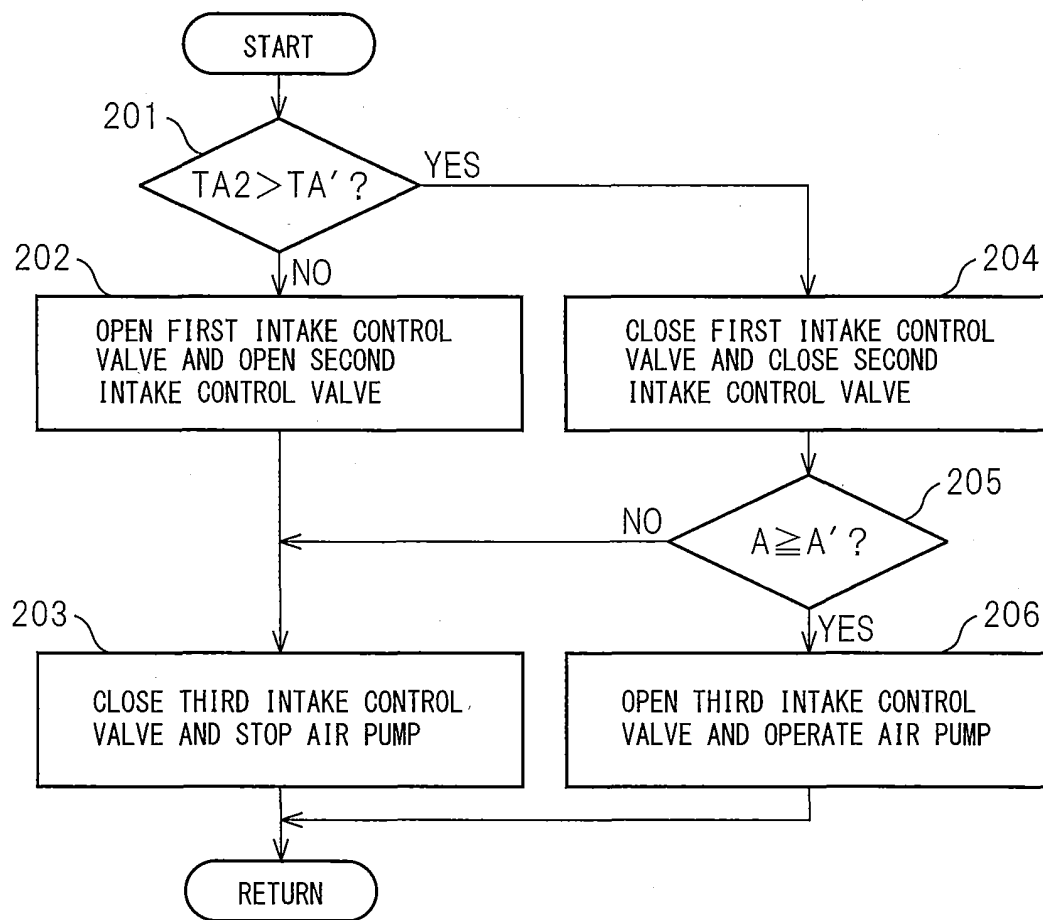 START
201
TA2>TA′?
YES
NO
202
OPEN FIRST INTAKE CONTROL
VALVE AND OPEN SECOND
INTAKE CONTROL VALVE
204
CLOSE FIRST INTAKE CONTROL
VALVE AND CLOSE SECOND
INTAKE CONTROL VALVE
205
A≧A′?
NO
YES
203
CLOSE THIRD INTAKE CONTROL
VALVE AND STOP AIR PUMP
206
OPEN THIRD INTAKE CONTROL
VALVE AND OPERATE AIR PUMP
RETURN